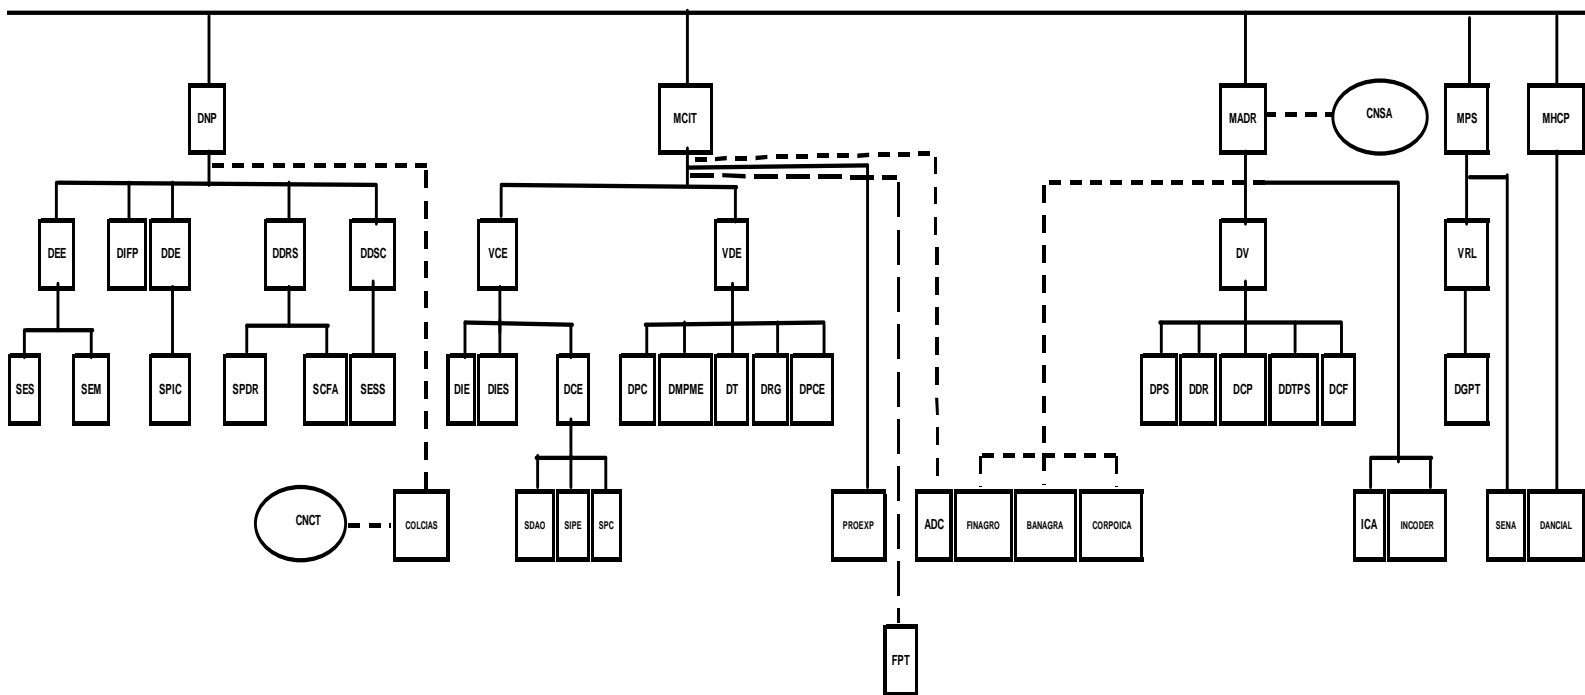 DNP
MCIT
MADR
CNSA
MPS
MHCP
DEE
DIFP
DDE
DDRS
DDSC
VCE
VDE
DV
VRL
SES
SEM
SPIC
SPDR
SCFA
SESS
DIE
DIES
DCE
DPC
DMPME
DT
DRG
DPCE
DPS
DDR
DCP
DDTPS
DCF
DGPT
CNCT
COLCIAS
SDAO
SIPE
SPC
PROEXP
ADC
FINAGRO
BANAGRA
CORPOICA
ICA
INCODER
SENA
DANCIAL
FPT